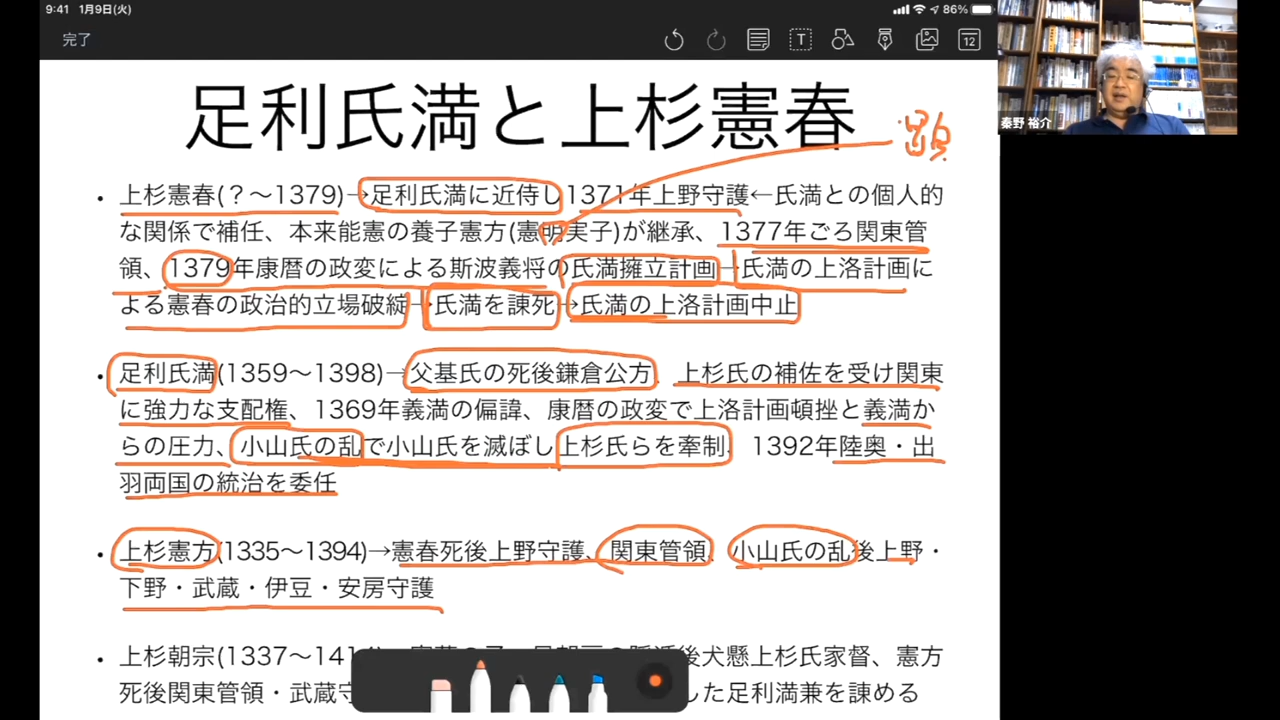 9:41 1月9日(火)
86%
完了
12
足利氏満と上杉憲春
顕
秦野 裕介
• 上杉憲春(？～1379)→足利氏満に近侍し1371年上野守護←氏満との個人的
な関係で補任、本来能憲の養子憲方(憲明実子)が継承、1377年ごろ関東管
領、1379年康暦の政変による斯波義将の氏満擁立計画→氏満の上洛計画に
よる憲春の政治的立場破綻→氏満を諌死→氏満の上洛計画中止
• 足利氏満(1359～1398)→父基氏の死後鎌倉公方、上杉氏の補佐を受け関東
に強力な支配権、1369年義満の偏諱、康暦の政変で上洛計画頓挫と義満か
らの圧力、小山氏の乱で小山氏を滅ぼし上杉氏らを牽制、1392年陸奥・出
羽両国の統治を委任
• 上杉憲方(1335～1394)→憲春死後上野守護、関東管領、小山氏の乱後上野・
下野・武蔵・伊豆・安房守護
• 上杉朝宗(1337～141 後犬懸上杉氏家督、憲方
死後関東管領・武蔵守 した足利満兼を諌める